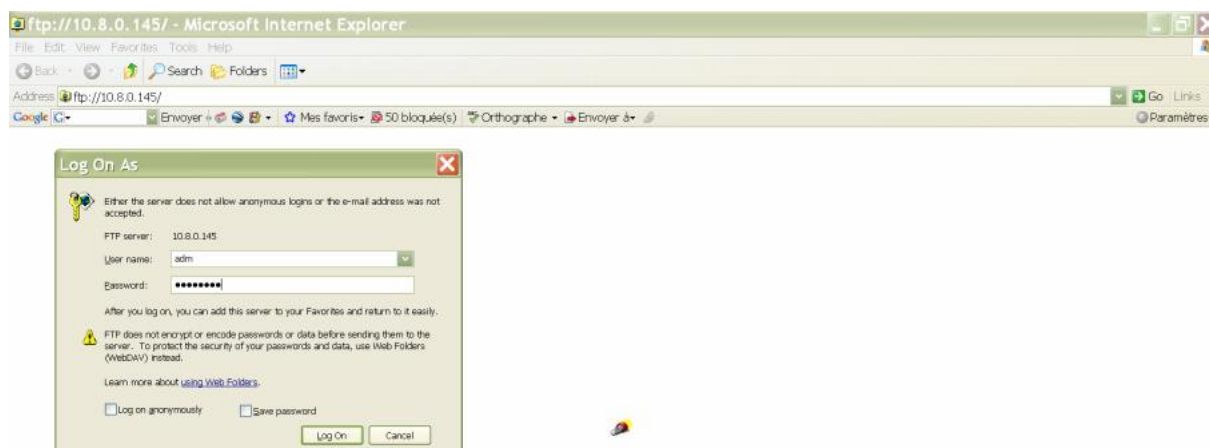 ftp://10.8.0.145/ - Microsoft Internet Explorer
File Edit View Favorites Tools Help
Back Search Folders
Address ftp://10.8.0.145/ Go Links
Google G Envoyer Mes favoris 50 bloquée(s) Orthographe Envoyer à Paramètres
Log On As
Either the server does not allow anonymous logins or the e-mail address was not
accepted.
FTP server: 10.8.0.145
User name: adm
Password: ●●●●●●●●
After you log on, you can add this server to your Favorites and return to it easily.
FTP does not encrypt or encode passwords or data before sending them to the
server. To protect the security of your passwords and data, use Web Folders
(WebDAV) instead.
Learn more about using Web Folders.
Log on anonymously Save password
Log On Cancel